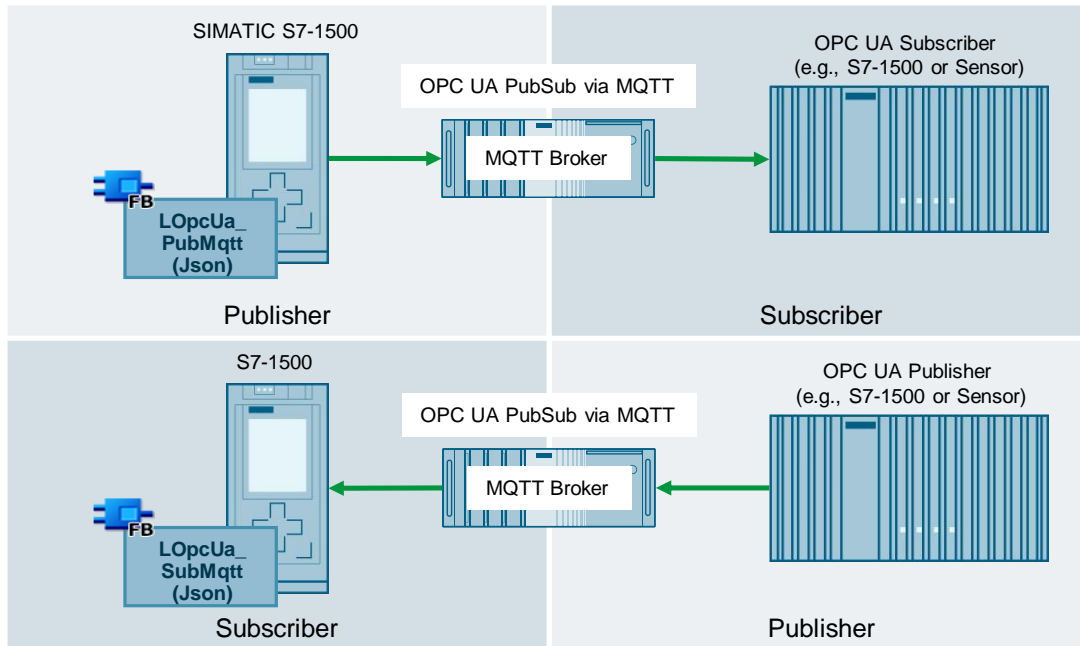 SIMATIC S7-1500
OPC UA Subscriber
(e.g., S7-1500 or Sensor)
OPC UA PubSub via MQTT
MQTT Broker
FB
LOpcUa_
PubMqtt
(Json)
Publisher
Subscriber
S7-1500
OPC UA Publisher
(e.g., S7-1500 or Sensor)
OPC UA PubSub via MQTT
MQTT Broker
FB
LOpcUa_
SubMqtt
(Json)
Subscriber
Publisher